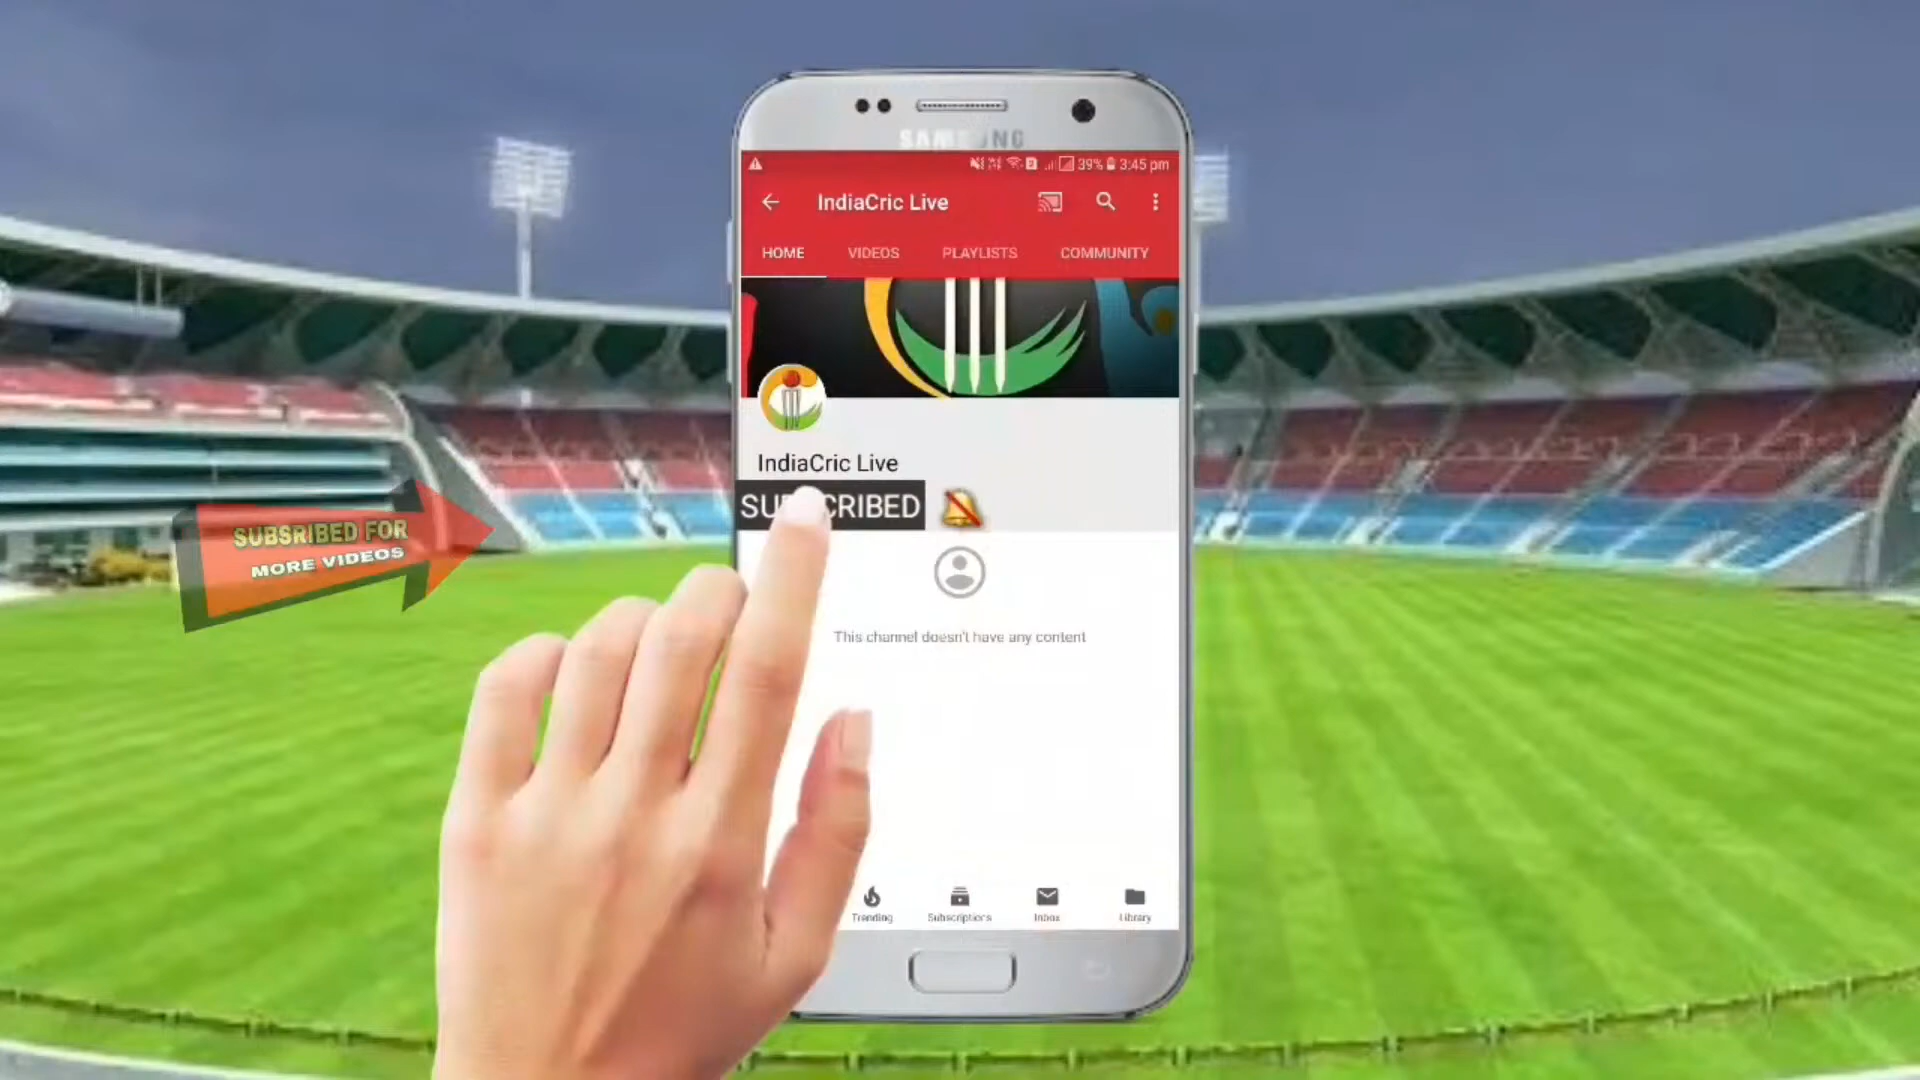 SAMSUNG
39% 3:45 pm
IndiaCric Live
HOME VIDEOS PLAYLISTS COMMUNITY
IndiaCric Live
SUBSCRIBED
SUBSRIBED FOR
MORE VIDEOS
This channel doesn't have any content
Trending Subscriptions Inbox Library